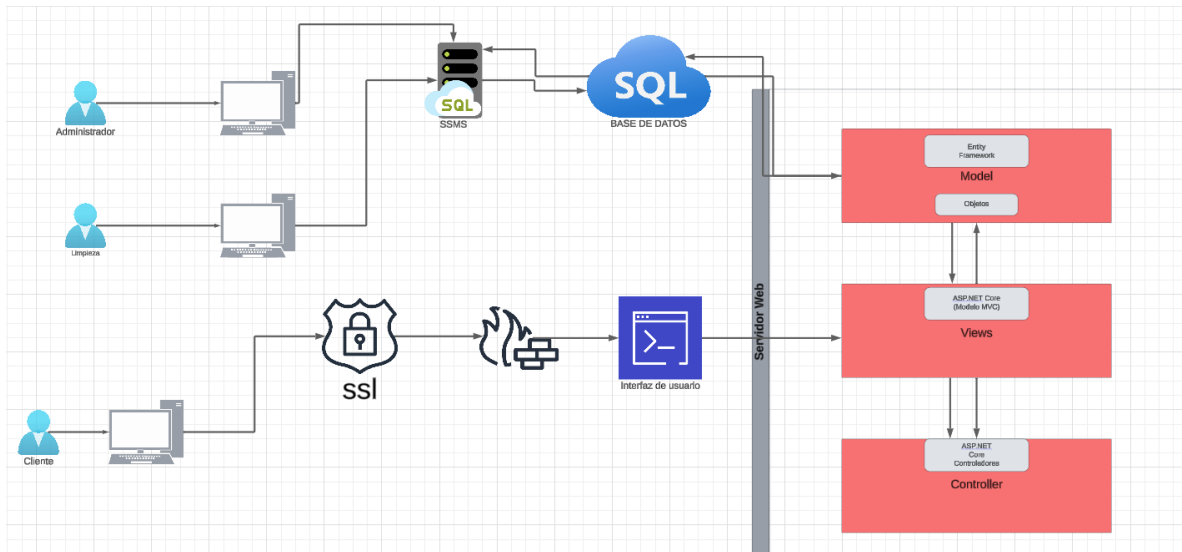 SQL
SQL
SSMS
BASE DE DATOS
Administrador
Entity
Framework
Model
Objetos
Limpieza
Servidor Web
ASP.NET Core
(Modelo MVC)
Views
ssl
Interfaz de usuario
Cliente
ASP.NET
Core
Controladores
Controller